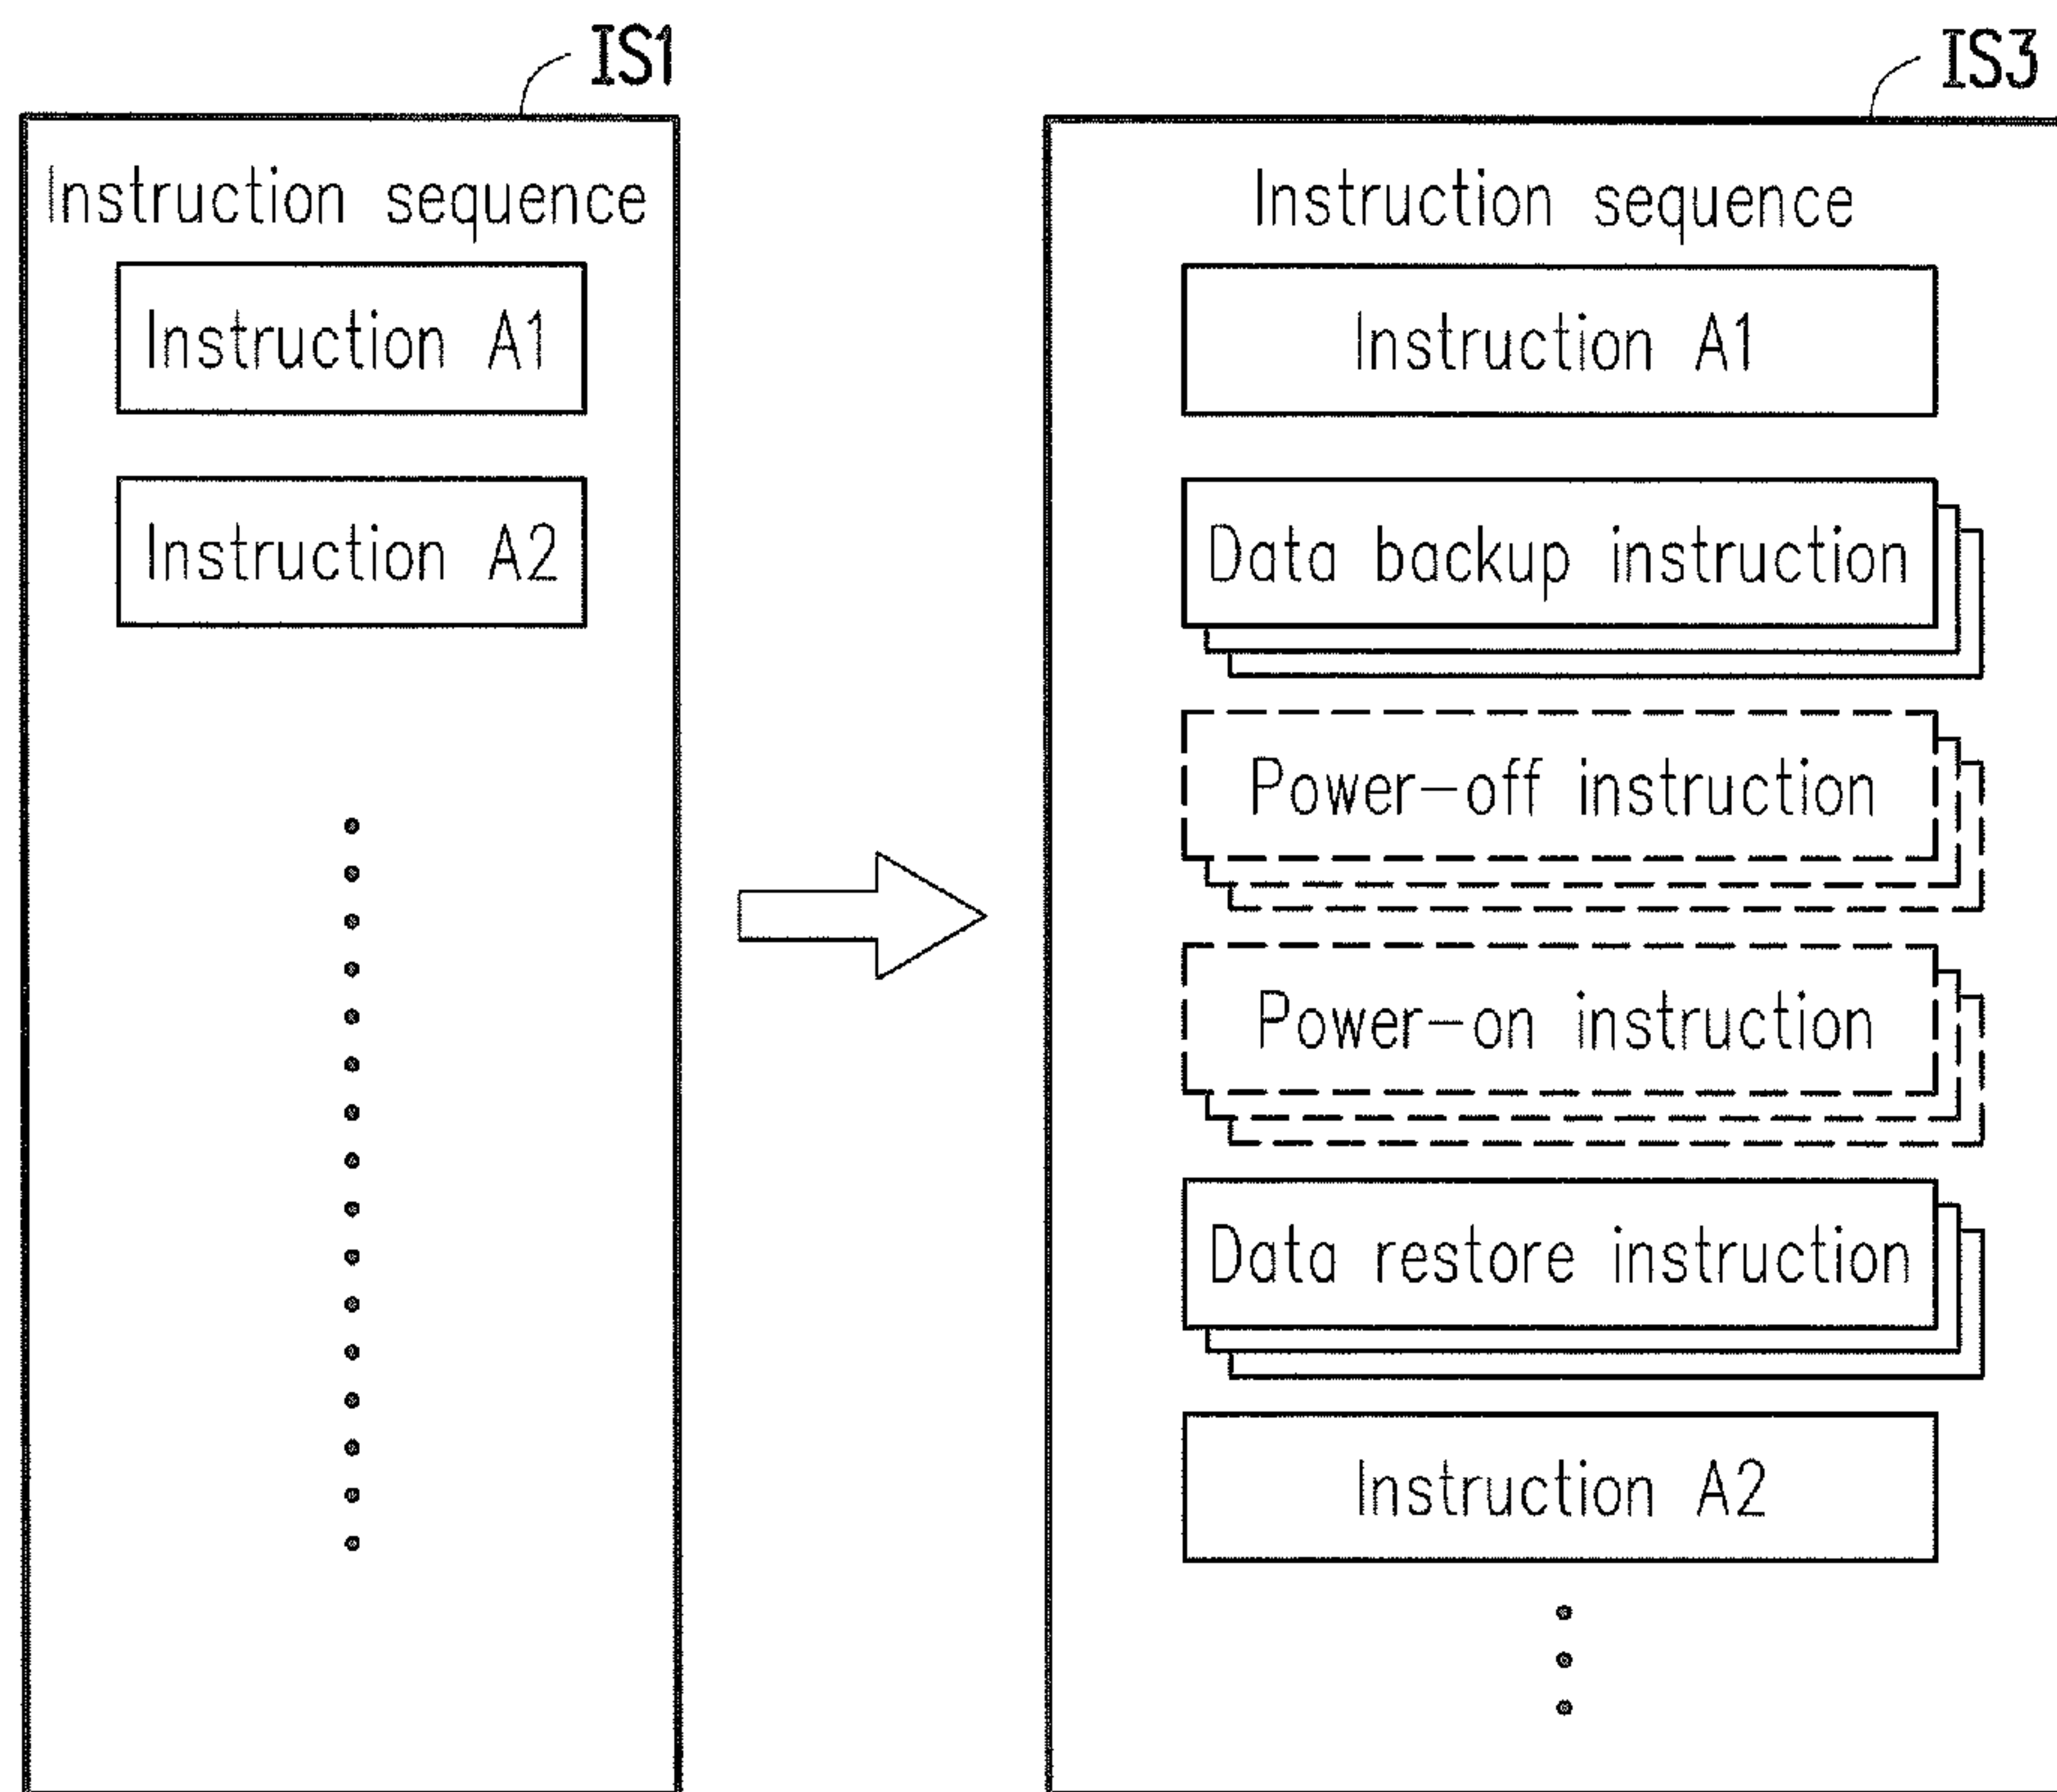 IS1
Instruction sequence
Instruction A1
Instruction A2
IS3
Instruction sequence
Instruction A1
Data backup instruction
Power-off instruction
Power-on instruction
Data restore instruction
Instruction A2